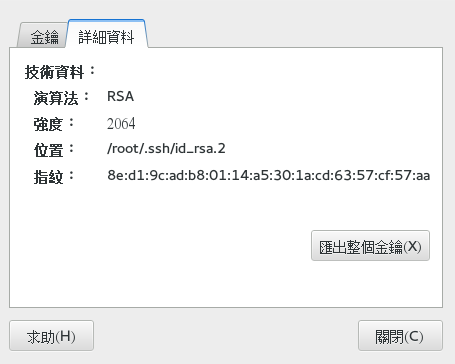 金鑰 詳細資料
技術資料：
演算法： RSA
強度： 2064
位置： /root/.ssh/id_rsa.2
指紋： 8e:d1:9c:ad:b8:01:14:a5:30:1a:cd:63:57:cf:57:aa
匯出整個金鑰(X)
求助(H) 關閉(C)